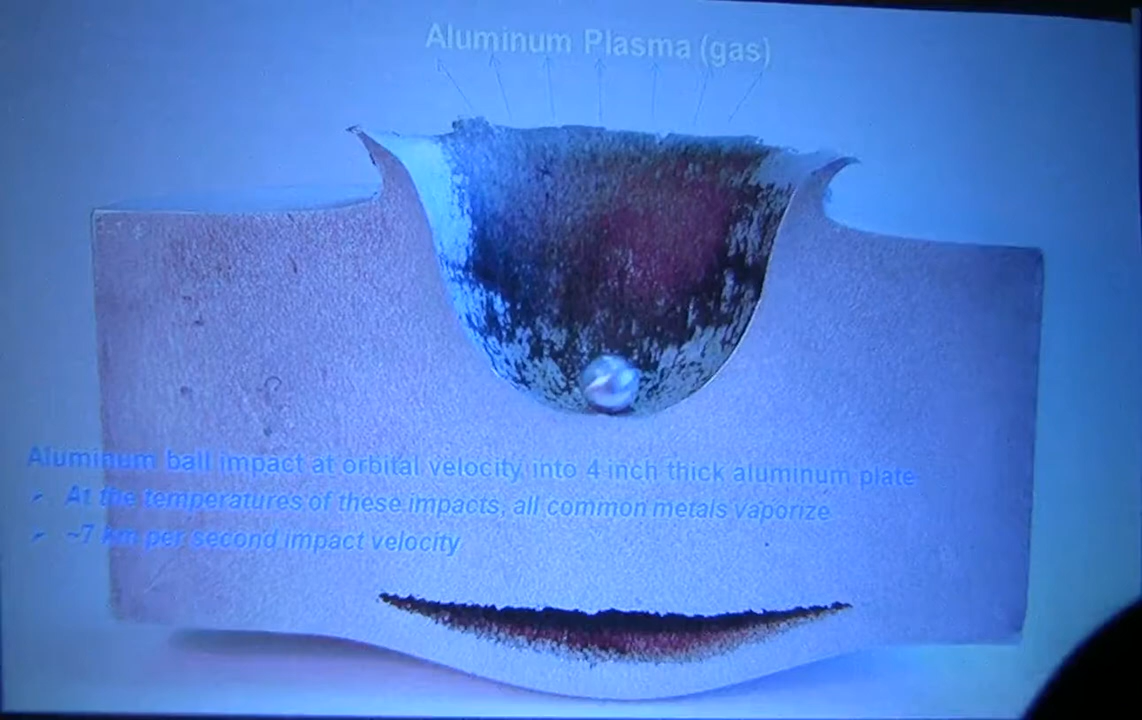 Aluminum Plasma (gas)
Aluminum ball impact at orbital velocity into 4 inch thick aluminum plate
At the temperatures of these impacts, all common metals vaporize
~7 km per second impact velocity